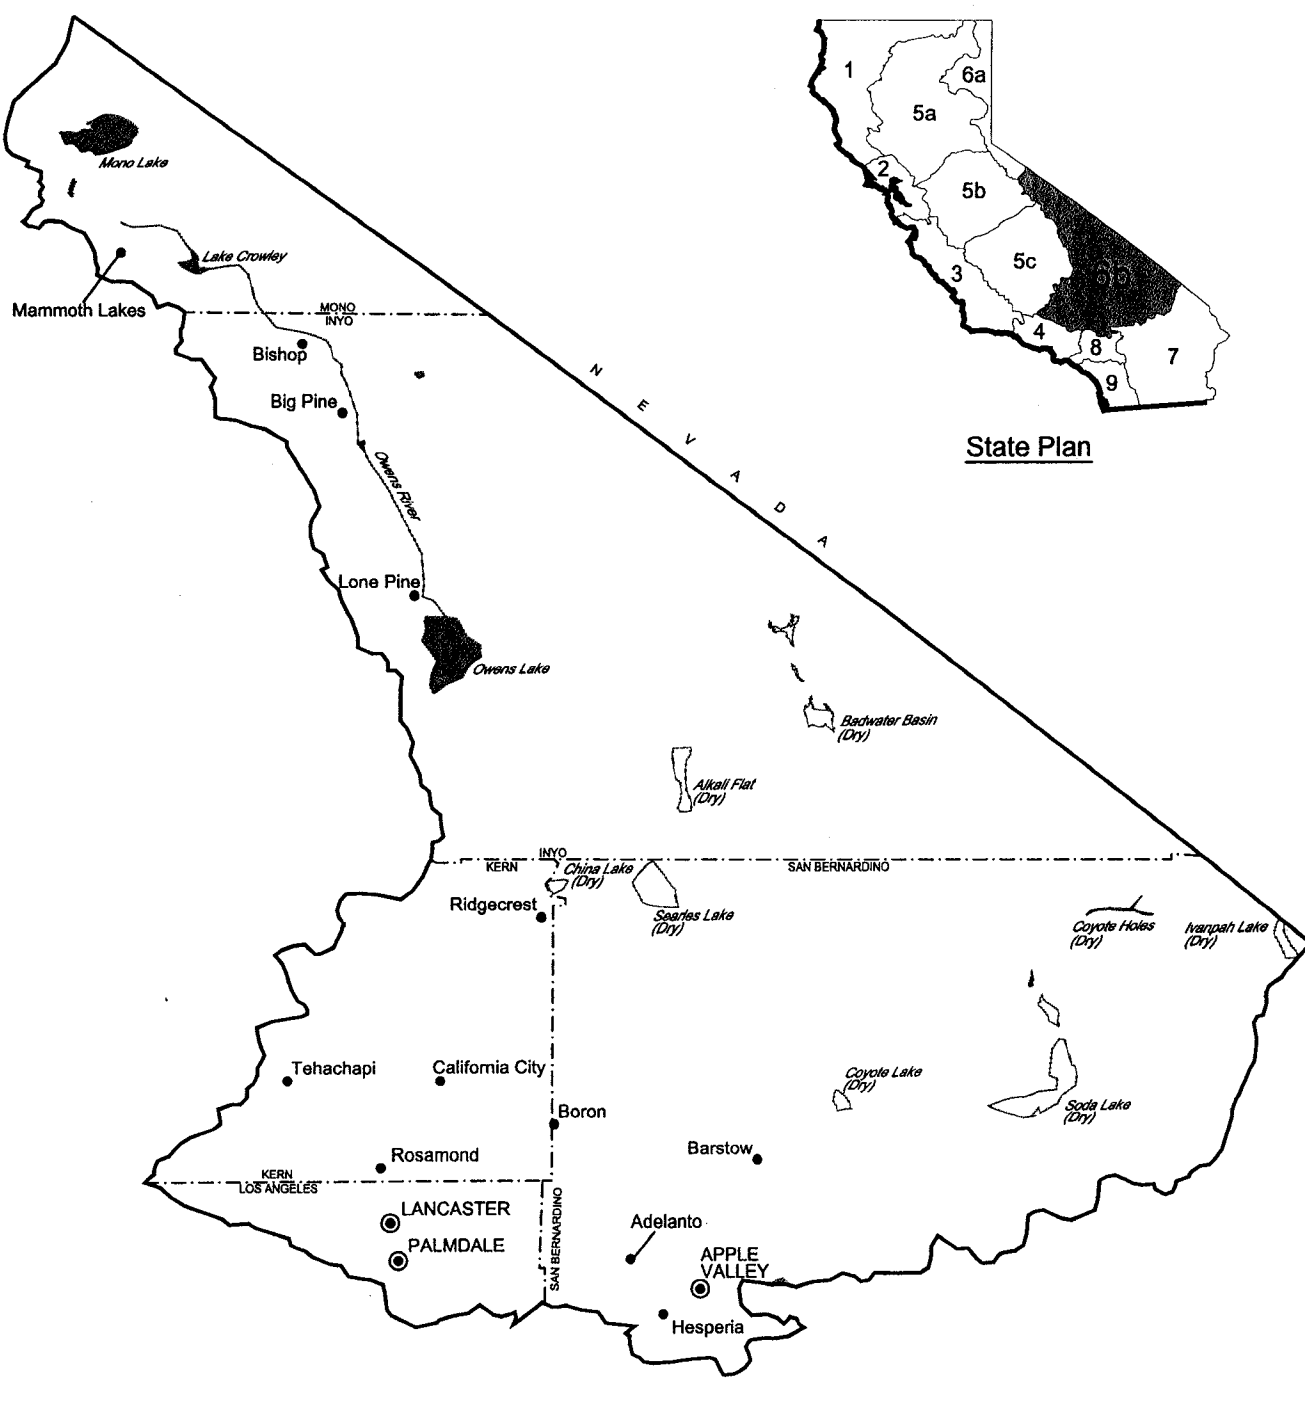 1
6a
5a
2
5b
5c
6b
3
4
8
7
9
State Plan
Mono Lake
Lake Crowley
Mammoth Lakes
MONO
INYO
Bishop
Big Pine
Owens River
Lone Pine
Owens Lake
NEVADA
Badwater Basin
(Dry)
Alkali Flat
(Dry)
INYO
KERN
SAN BERNARDINO
China Lake
(Dry)
Ridgecrest
Searles Lake
(Dry)
Coyote Holes
(Dry)
Ivanpah Lake
(Dry)
Tehachapi
California City
Coyote Lake
(Dry)
Soda Lake
(Dry)
Boron
Barstow
Rosamond
KERN
LOS ANGELES
SAN BERNARDINO
LANCASTER
PALMDALE
Adelanto
APPLE
VALLEY
Hesperia